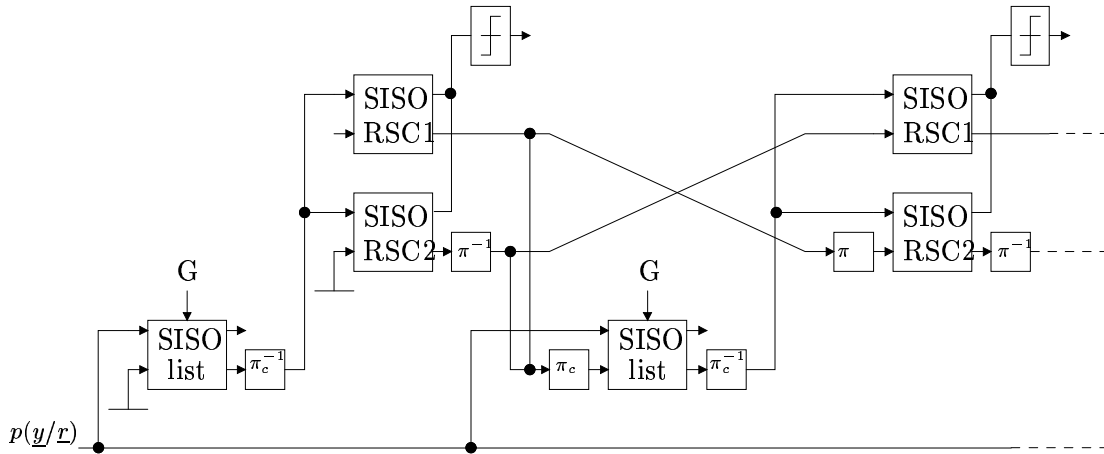 SISO
RSC1
SISO
RSC1
SISO
RSC2
π⁻¹
π
SISO
RSC2
π⁻¹
G
G
SISO
list
π_c⁻¹
π_c
SISO
list
π_c⁻¹
p(y/r)